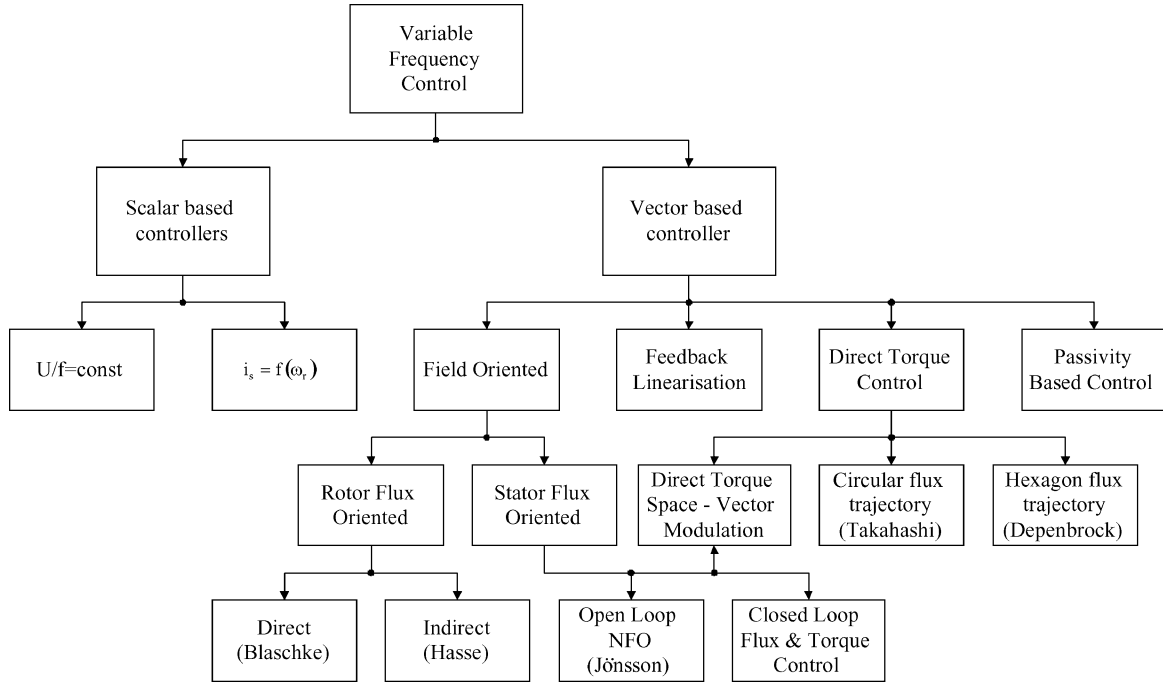 Variable
Frequency
Control
Scalar based
controllers
Vector based
controller
U/f=const
i_s = f(ω_r)
Field Oriented
Feedback
Linearisation
Direct Torque
Control
Passivity
Based Control
Rotor Flux
Oriented
Stator Flux
Oriented
Direct Torque
Space - Vector
Modulation
Circular flux
trajectory
(Takahashi)
Hexagon flux
trajectory
(Depenbrock)
Direct
(Blaschke)
Indirect
(Hasse)
Open Loop
NFO
(Jönsson)
Closed Loop
Flux & Torque
Control